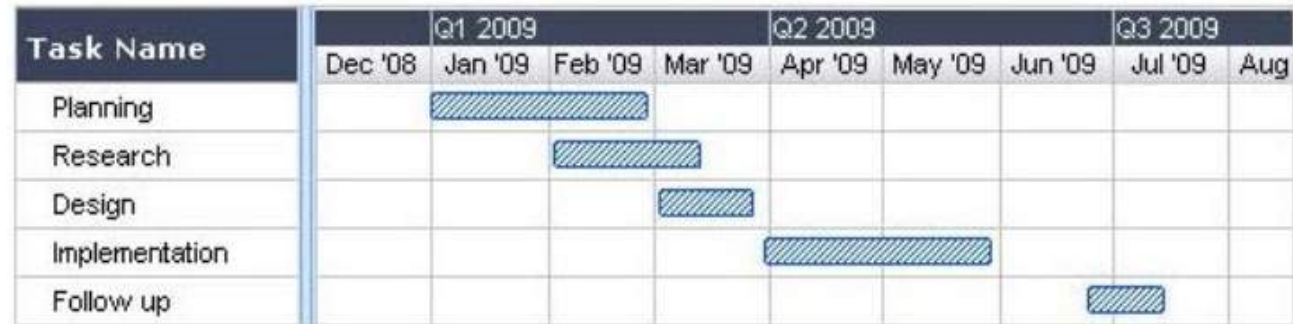 Task Name
Q1 2009 Q2 2009 Q3 2009
Dec '08 Jan '09 Feb '09 Mar '09 Apr '09 May '09 Jun '09 Jul '09 Aug
Planning
Research
Design
Implementation
Follow up